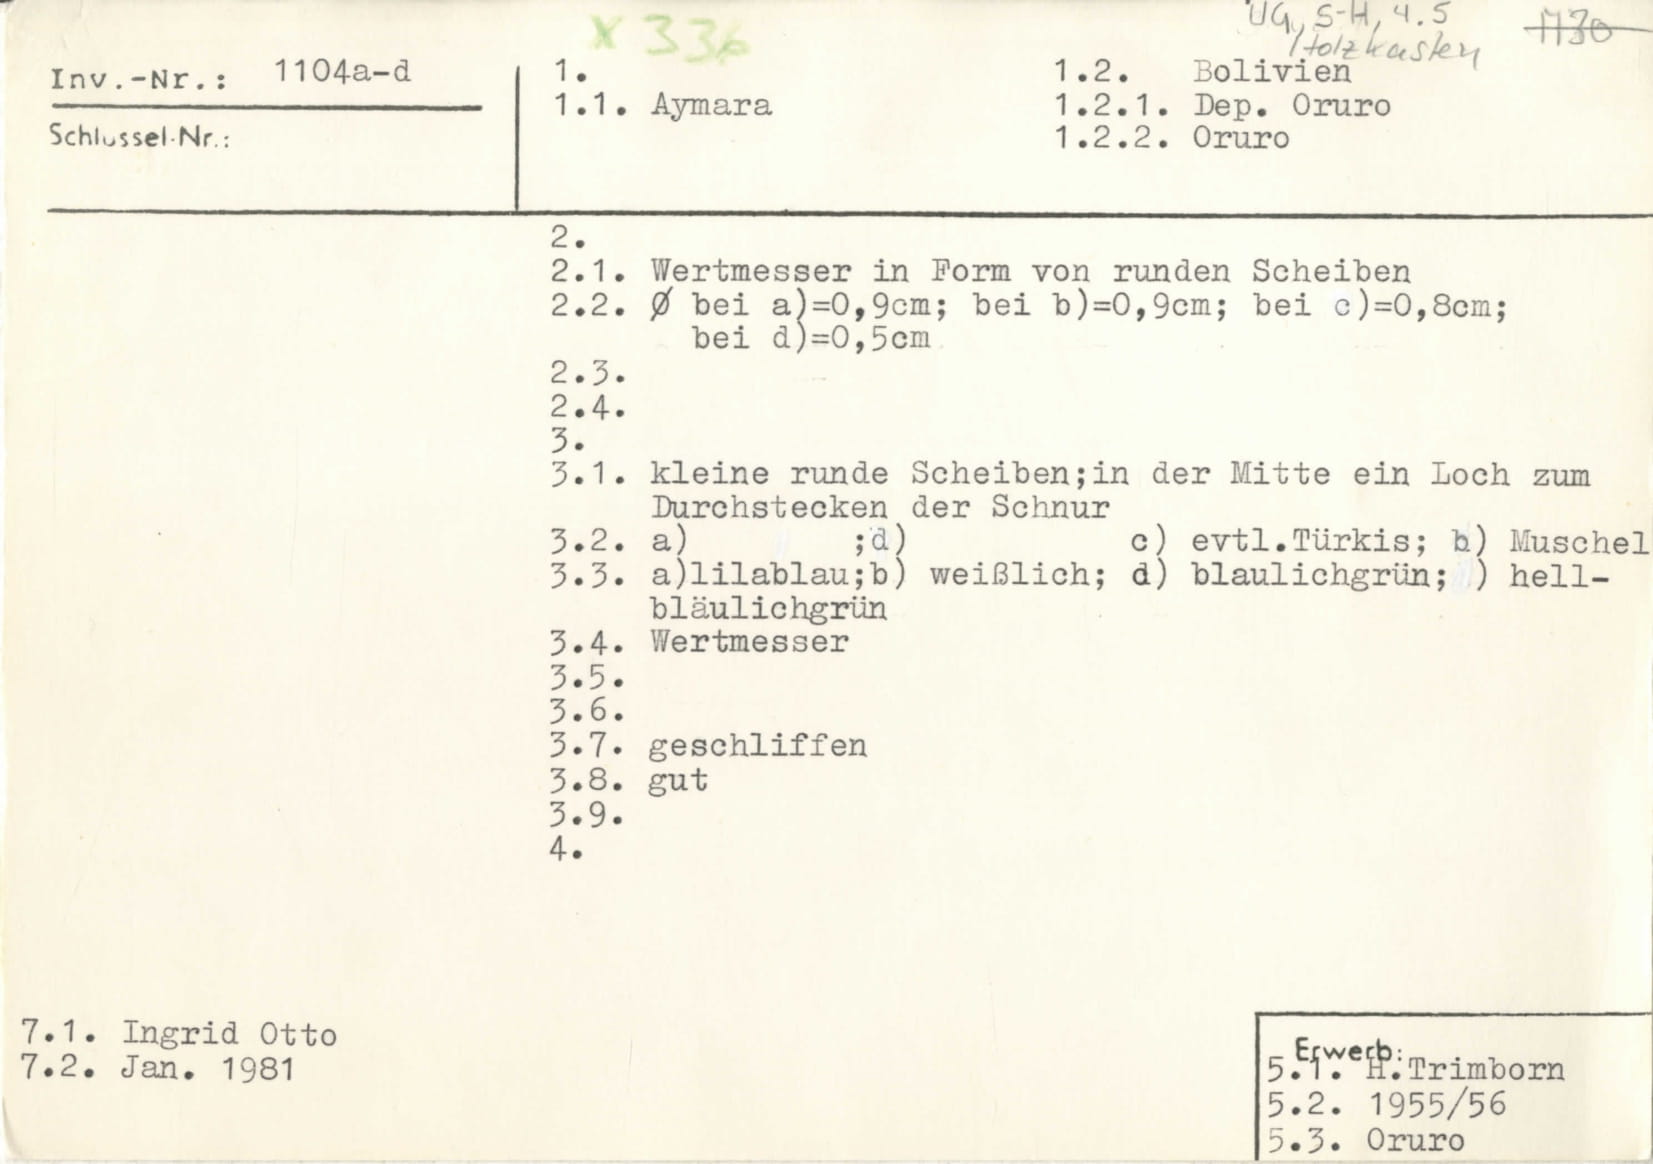 x 336
UG, S-H, 4.5
Holzkasten
1130
Inv.-Nr.: 1104a-d
Schlüssel-Nr.:
1.
1.1. Aymara
1.2. Bolivien
1.2.1. Dep. Oruro
1.2.2. Oruro
2.
2.1. Wertmesser in Form von runden Scheiben
2.2. Ø bei a)=0,9cm; bei b)=0,9cm; bei c)=0,8cm;
bei d)=0,5cm
2.3.
2.4.
3.
3.1. kleine runde Scheiben;in der Mitte ein Loch zum
Durchstecken der Schnur
3.2. a) ;d) c) evtl.Türkis; b) Muschel
3.3. a)lilablau;b) weißlich; d) blaulichgrün; ) hell-
bläulichgrün
3.4. Wertmesser
3.5.
3.6.
3.7. geschliffen
3.8. gut
3.9.
4.
7.1. Ingrid Otto
7.2. Jan. 1981
Erwerb:
5.1. H.Trimborn
5.2. 1955/56
5.3. Oruro